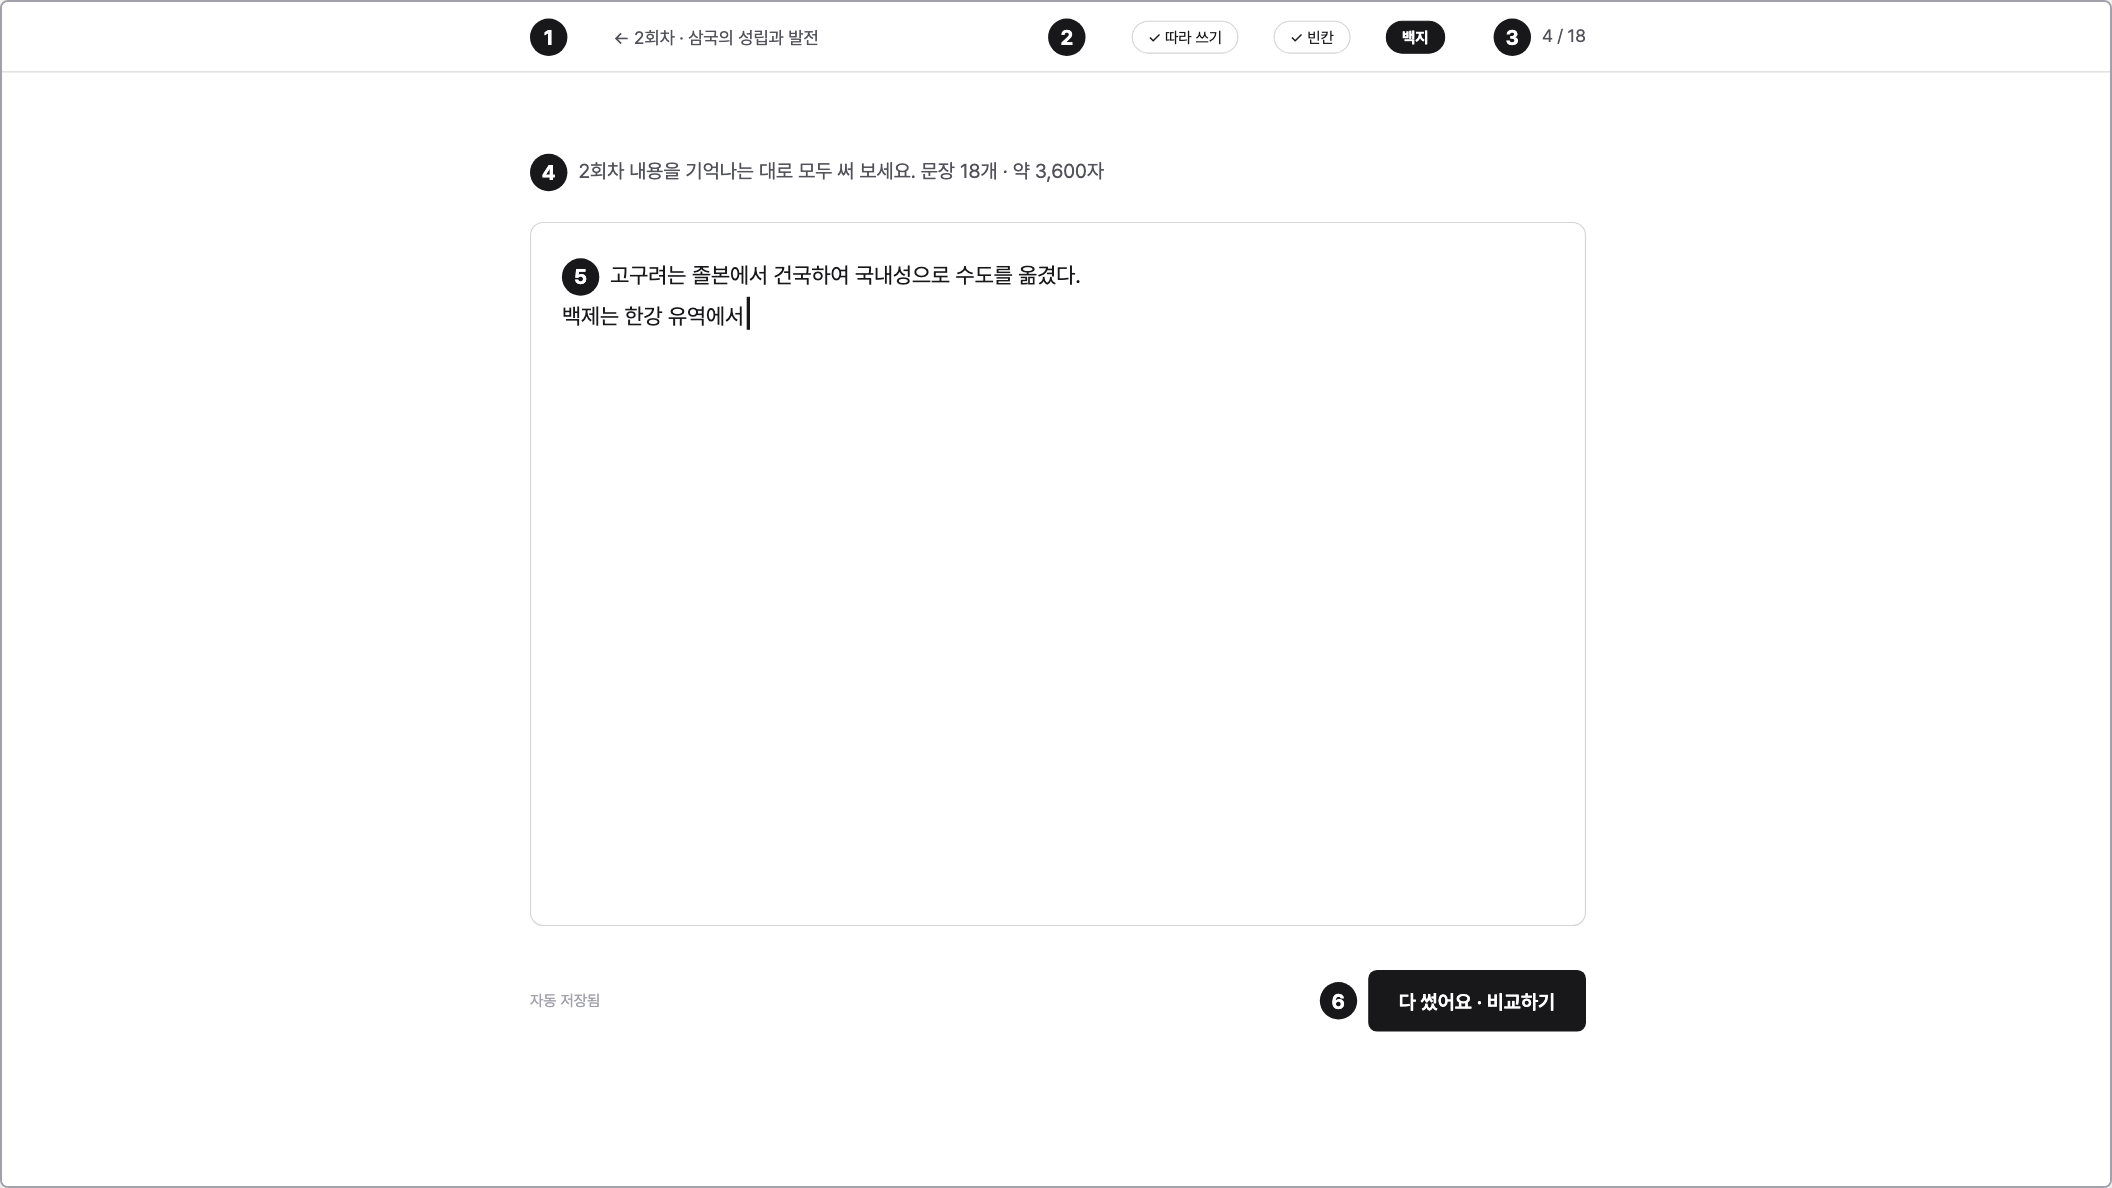 1 ← 2회차 · 삼국의 성립과 발전 2 ✓ 따라 쓰기 ✓ 빈칸 백지 3 4 / 18
4 2회차 내용을 기억나는 대로 모두 써 보세요. 문장 18개 · 약 3,600자
5 고구려는 졸본에서 건국하여 국내성으로 수도를 옮겼다.
백제는 한강 유역에서
자동 저장됨 6 다 썼어요 · 비교하기